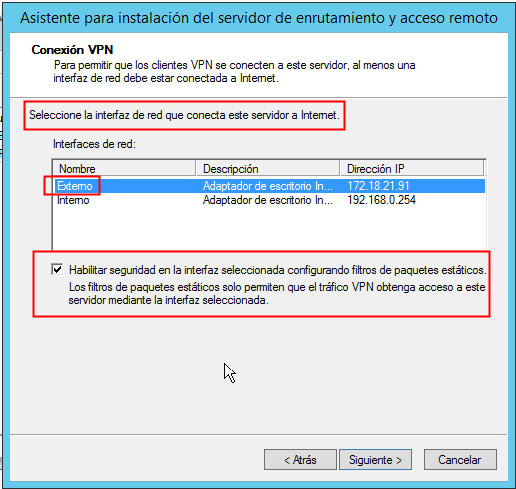 Asistente para instalación del servidor de enrutamiento y acceso remoto
Conexión VPN
Para permitir que los clientes VPN se conecten a este servidor, al menos una
interfaz de red debe estar conectada a Internet.
Seleccione la interfaz de red que conecta este servidor a Internet.
Interfaces de red:
Nombre Descripción Dirección IP
Externo Adaptador de escritorio In... 172.18.21.91
Interno Adaptador de escritorio In... 192.168.0.254
Habilitar seguridad en la interfaz seleccionada configurando filtros de paquetes estáticos.
Los filtros de paquetes estáticos solo permiten que el tráfico VPN obtenga acceso a este
servidor mediante la interfaz seleccionada.
< Atrás Siguiente > Cancelar